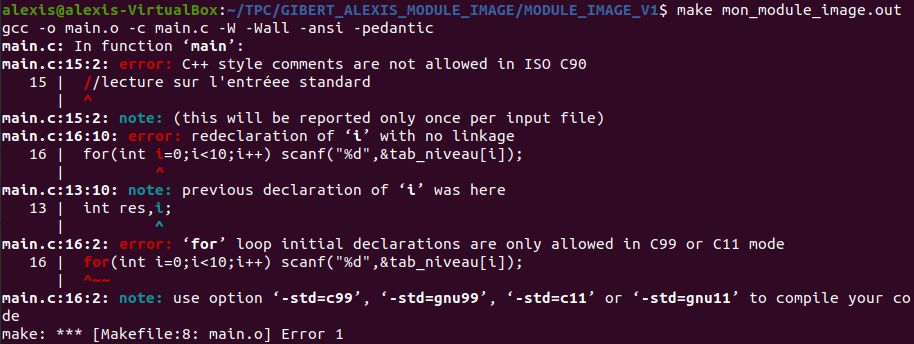 alexis@alexis-VirtualBox:~/TPC/GIBERT_ALEXIS_MODULE_IMAGE/MODULE_IMAGE_V1$ make mon_module_image.out
gcc -o main.o -c main.c -W -Wall -ansi -pedantic
main.c: In function ‘main’:
main.c:15:2: error: C++ style comments are not allowed in ISO C90
   15 |  //lecture sur l'entréee standard
      |  ^
main.c:15:2: note: (this will be reported only once per input file)
main.c:16:10: error: redeclaration of ‘i’ with no linkage
   16 |  for(int i=0;i<10;i++) scanf("%d",&tab_niveau[i]);
      |          ^
main.c:13:10: note: previous declaration of ‘i’ was here
   13 |  int res,i;
      |          ^
main.c:16:2: error: ‘for’ loop initial declarations are only allowed in C99 or C11 mode
   16 |  for(int i=0;i<10;i++) scanf("%d",&tab_niveau[i]);
      |  ^~~
main.c:16:2: note: use option ‘-std=c99’, ‘-std=gnu99’, ‘-std=c11’ or ‘-std=gnu11’ to compile your co
de
make: *** [Makefile:8: main.o] Error 1